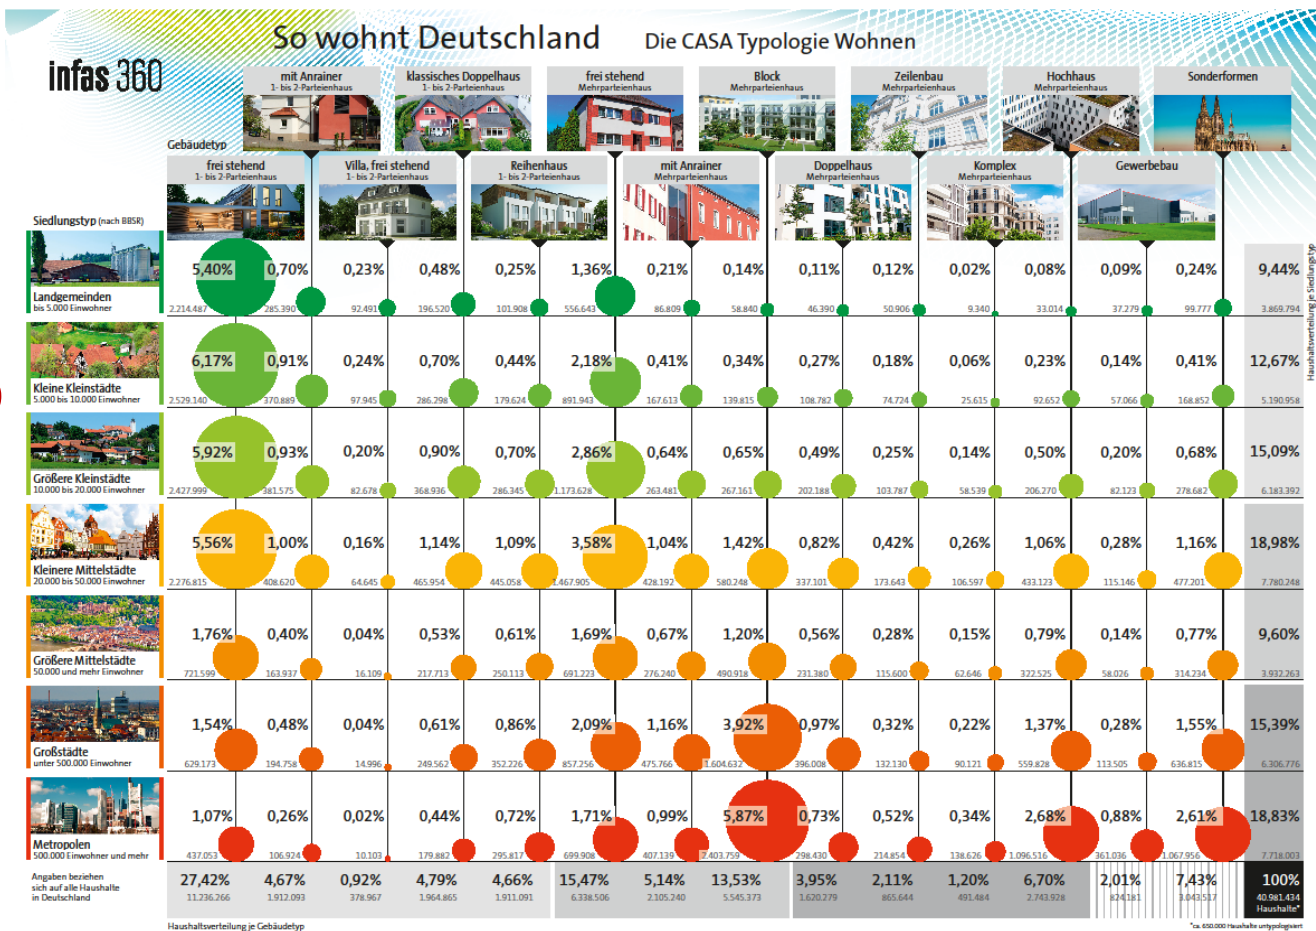 So wohnt Deutschland Die CASA Typologie Wohnen
infas 360
mit Anrainer
1- bis 2-Parteienhaus
klassisches Doppelhaus
1- bis 2-Parteienhaus
frei stehend
Mehrparteienhaus
Block
Mehrparteienhaus
Zeilenbau
Mehrparteienhaus
Hochhaus
Mehrparteienhaus
Sonderformen
Gebäudetyp
frei stehend
1- bis 2-Parteienhaus
Villa, frei stehend
1- bis 2-Parteienhaus
Reihenhaus
1- bis 2-Parteienhaus
mit Anrainer
Mehrparteienhaus
Doppelhaus
Mehrparteienhaus
Komplex
Mehrparteienhaus
Gewerbebau
Siedlungstyp (nach BBSR)
Haushaltsverteilung je Siedlungstyp
5,40% 0,70% 0,23% 0,48% 0,25% 1,36% 0,21% 0,14% 0,11% 0,12% 0,02% 0,08% 0,09% 0,24% 9,44%
Landgemeinden
bis 5.000 Einwohner
2.214.487 285.390 92.491 196.520 101.908 556.643 86.809 58.840 46.390 50.906 9.340 33.014 37.279 99.777 3.869.794
6,17% 0,91% 0,24% 0,70% 0,44% 2,18% 0,41% 0,34% 0,27% 0,18% 0,06% 0,23% 0,14% 0,41% 12,67%
Kleine Kleinstädte
5.000 bis 10.000 Einwohner
2.529.140 370.889 97.945 286.298 179.624 891.943 167.613 139.815 108.782 74.724 25.615 92.652 57.066 168.852 5.190.958
5,92% 0,93% 0,20% 0,90% 0,70% 2,86% 0,64% 0,65% 0,49% 0,25% 0,14% 0,50% 0,20% 0,68% 15,09%
Größere Kleinstädte
10.000 bis 20.000 Einwohner
2.427.999 381.575 82.678 368.936 286.345 1.173.628 263.481 267.161 202.188 103.787 58.539 206.270 82.123 278.682 6.183.392
5,56% 1,00% 0,16% 1,14% 1,09% 3,58% 1,04% 1,42% 0,82% 0,42% 0,26% 1,06% 0,28% 1,16% 18,98%
Kleinere Mittelstädte
20.000 bis 50.000 Einwohner
2.276.815 408.620 64.645 465.954 445.058 1.467.905 428.192 580.248 337.101 173.643 106.597 433.123 115.146 477.201 7.780.248
1,76% 0,40% 0,04% 0,53% 0,61% 1,69% 0,67% 1,20% 0,56% 0,28% 0,15% 0,79% 0,14% 0,77% 9,60%
Größere Mittelstädte
50.000 und mehr Einwohner
721.599 163.937 16.109 217.713 250.113 691.223 276.240 490.918 231.380 115.600 62.646 322.525 58.026 314.234 3.932.263
1,54% 0,48% 0,04% 0,61% 0,86% 2,09% 1,16% 3,92% 0,97% 0,32% 0,22% 1,37% 0,28% 1,55% 15,39%
Großstädte
unter 500.000 Einwohner
629.173 194.758 14.996 249.562 352.226 857.256 475.766 1.604.632 396.008 132.130 90.121 559.828 113.505 636.815 6.306.776
1,07% 0,26% 0,02% 0,44% 0,72% 1,71% 0,99% 5,87% 0,73% 0,52% 0,34% 2,68% 0,88% 2,61% 18,83%
Metropolen
500.000 Einwohner und mehr
437.053 106.924 10.103 179.882 295.817 699.908 407.139 2.403.759 298.430 214.854 138.626 1.096.516 361.036 1.067.956 7.718.003
Angaben beziehen
sich auf alle Haushalte
in Deutschland
27,42% 4,67% 0,92% 4,79% 4,66% 15,47% 5,14% 13,53% 3,95% 2,11% 1,20% 6,70% 2,01% 7,43% 100%
11.236.266 1.912.093 378.967 1.964.865 1.911.091 6.338.506 2.105.240 5.545.373 1.620.279 865.644 491.484 2.743.928 824.181 3.043.517 40.981.434
Haushalte*
Haushaltsverteilung je Gebäudetyp
*ca. 650.000 Haushalte untypologisiert